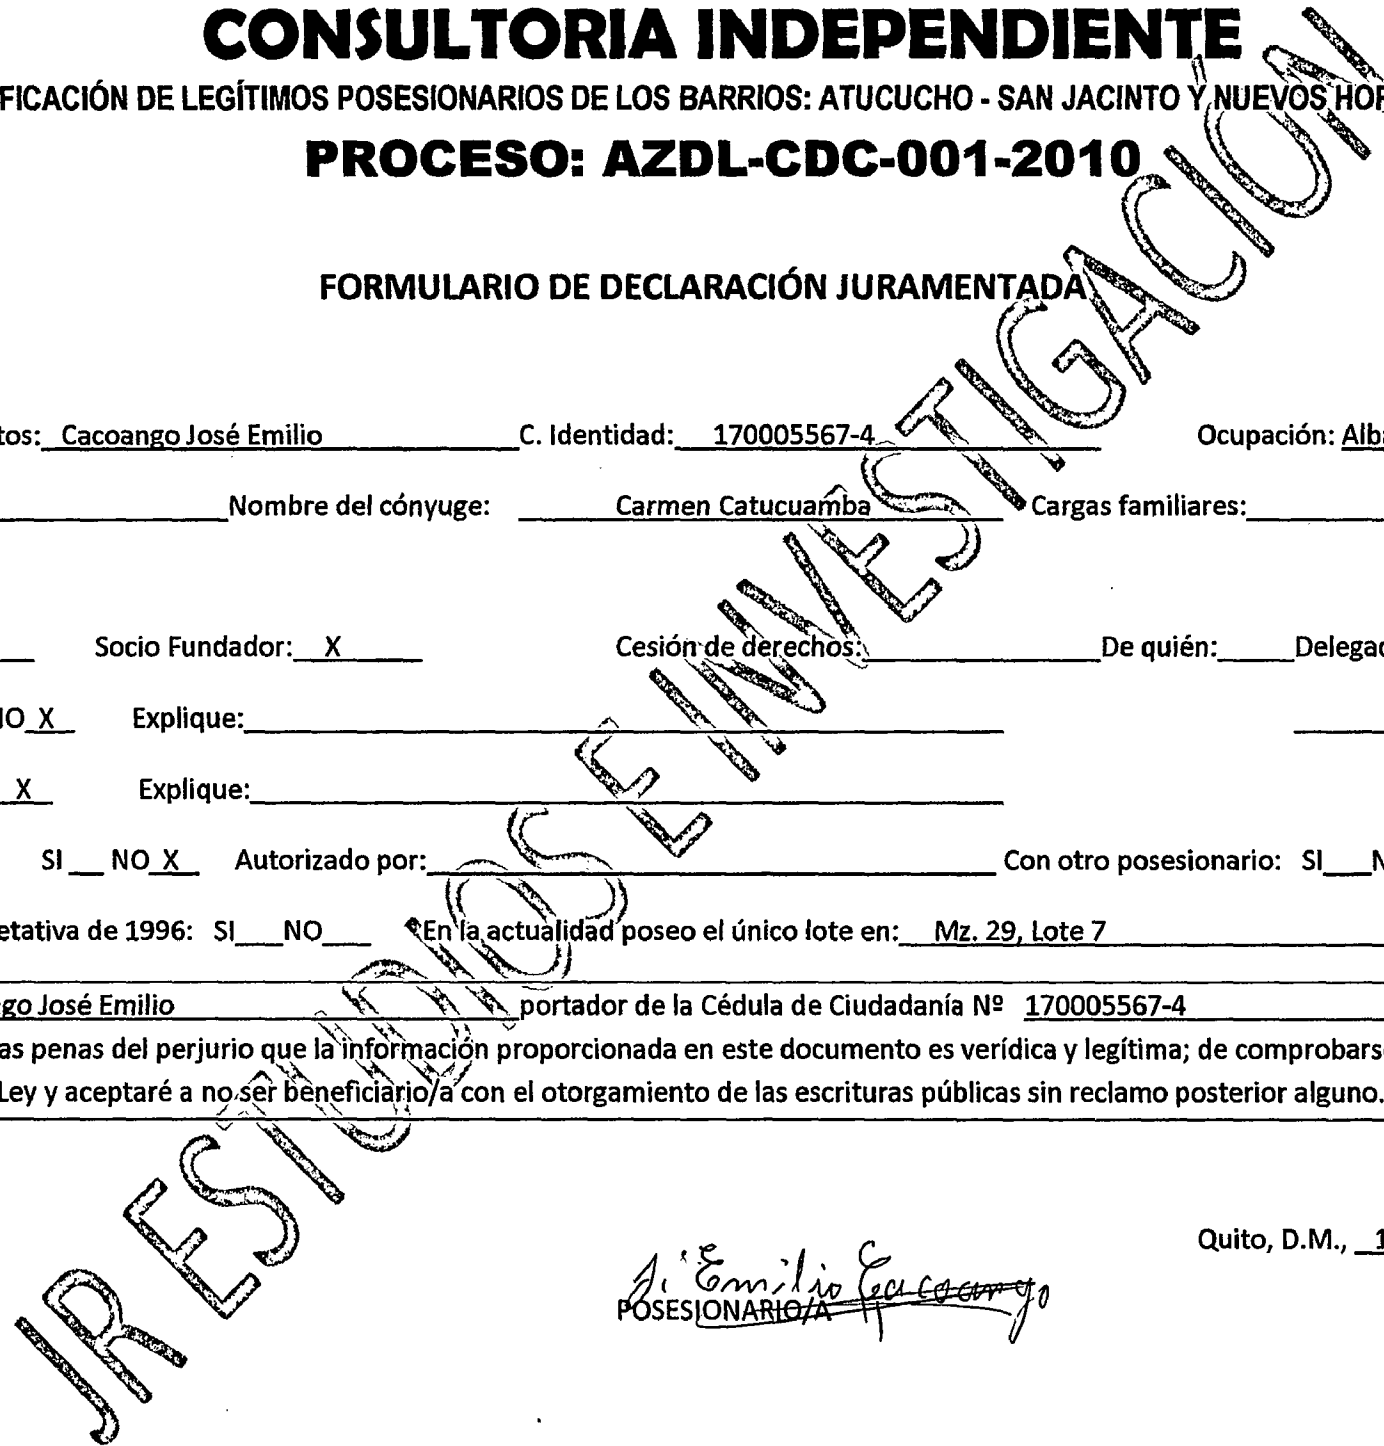 CONSULTORIA INDEPENDIENTE
FICACIÓN DE LEGÍTIMOS POSESIONARIOS DE LOS BARRIOS: ATUCUCHO - SAN JACINTO Y NUEVOS HOR
PROCESO: AZDL-CDC-001-2010
FORMULARIO DE DECLARACIÓN JURAMENTADA
tos: Cacoango José Emilio C. Identidad: 170005567-4 Ocupación: Alba
Nombre del cónyuge: Carmen Catucuamba Cargas familiares:
Socio Fundador: X Cesión de derechos: De quién: Delegad
NO X Explique:
X Explique:
SI NO X Autorizado por: Con otro posesionario: SI N
etativa de 1996: SI NO En la actualidad poseo el único lote en: Mz. 29, Lote 7
go José Emilio portador de la Cédula de Ciudadanía Nº 170005567-4
as penas del perjurio que la información proporcionada en este documento es verídica y legítima; de comprobars
Ley y aceptaré a no ser beneficiario/a con el otorgamiento de las escrituras públicas sin reclamo posterior alguno.
Quito, D.M., 1
J. Emilio Cacoango
POSESIONARIO/A
JR ESTUDIOS E INVESTIGACIÓN